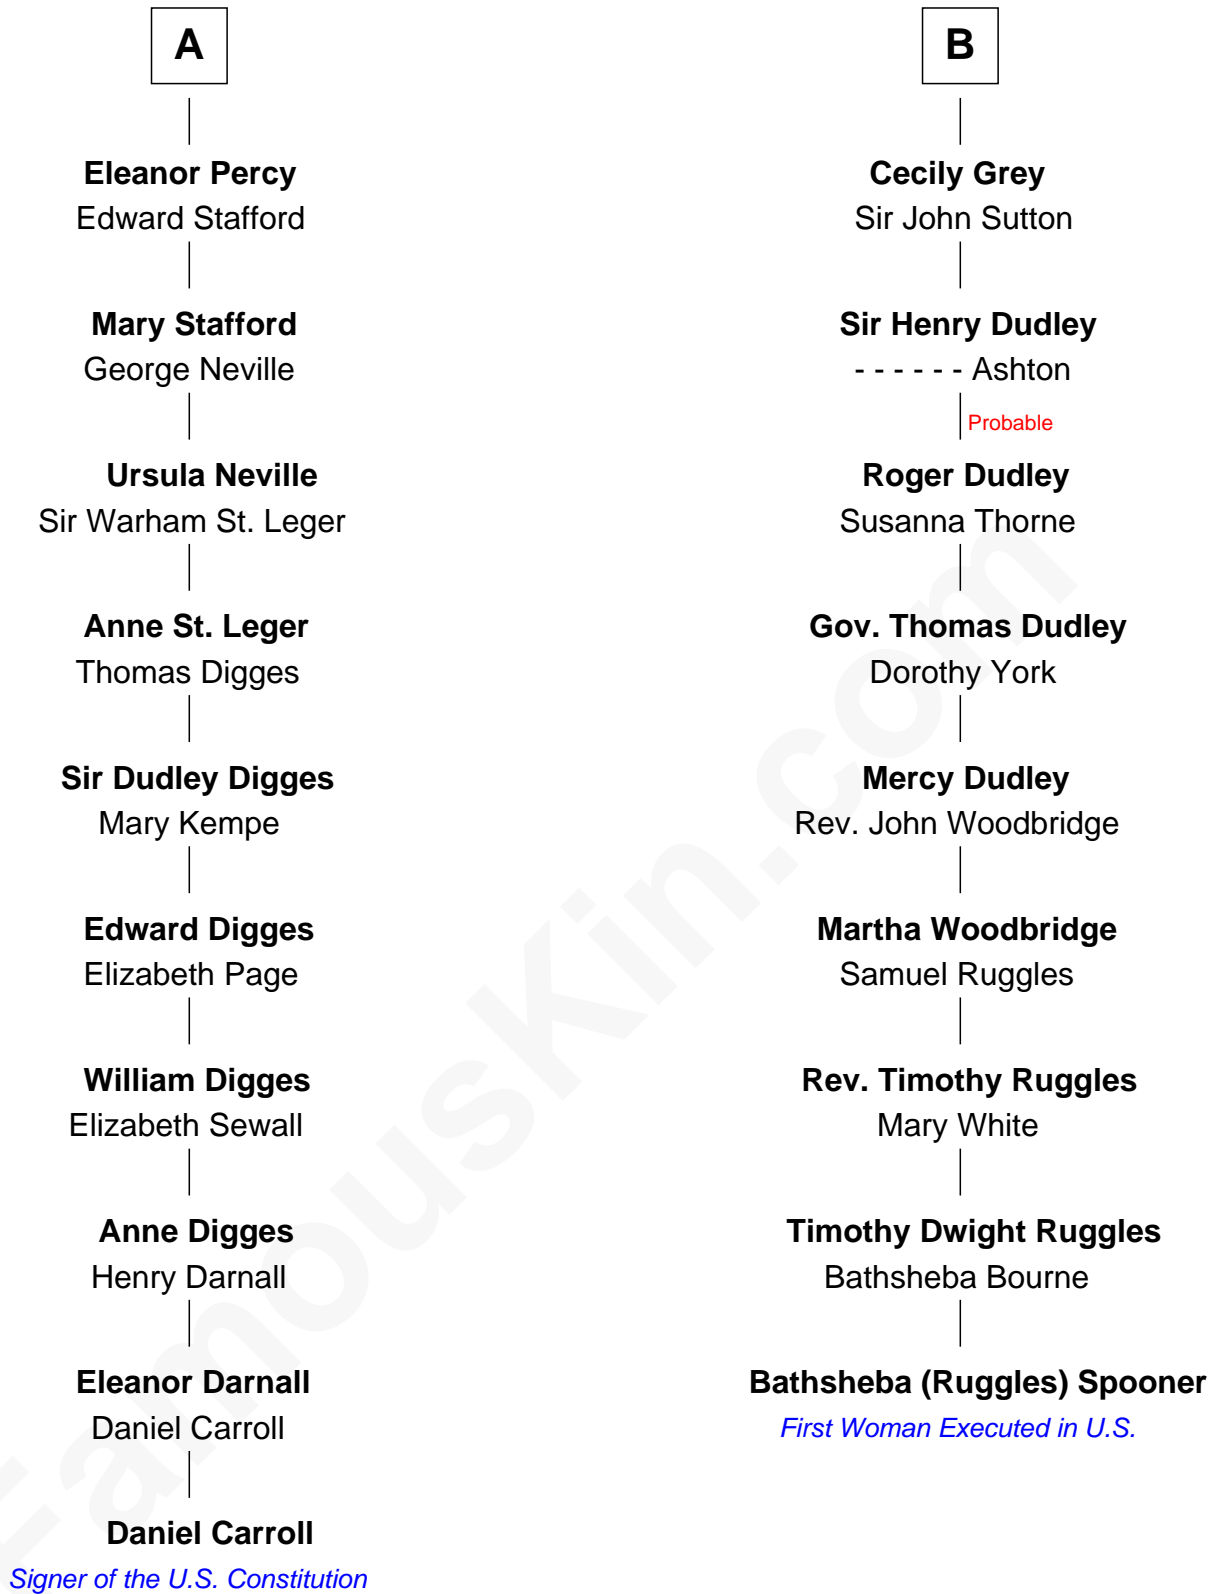 A
Eleanor Percy
Edward Stafford
Mary Stafford
George Neville
Ursula Neville
Sir Warham St. Leger
Anne St. Leger
Thomas Digges
Sir Dudley Digges
Mary Kempe
Edward Digges
Elizabeth Page
William Digges
Elizabeth Sewall
Anne Digges
Henry Darnall
Eleanor Darnall
Daniel Carroll
Daniel Carroll
Signer of the U.S. Constitution
B
Cecily Grey
Sir John Sutton
Sir Henry Dudley
- - - - - - Ashton
Probable
Roger Dudley
Susanna Thorne
Gov. Thomas Dudley
Dorothy York
Mercy Dudley
Rev. John Woodbridge
Martha Woodbridge
Samuel Ruggles
Rev. Timothy Ruggles
Mary White
Timothy Dwight Ruggles
Bathsheba Bourne
Bathsheba (Ruggles) Spooner
First Woman Executed in U.S.
FamousKin.com